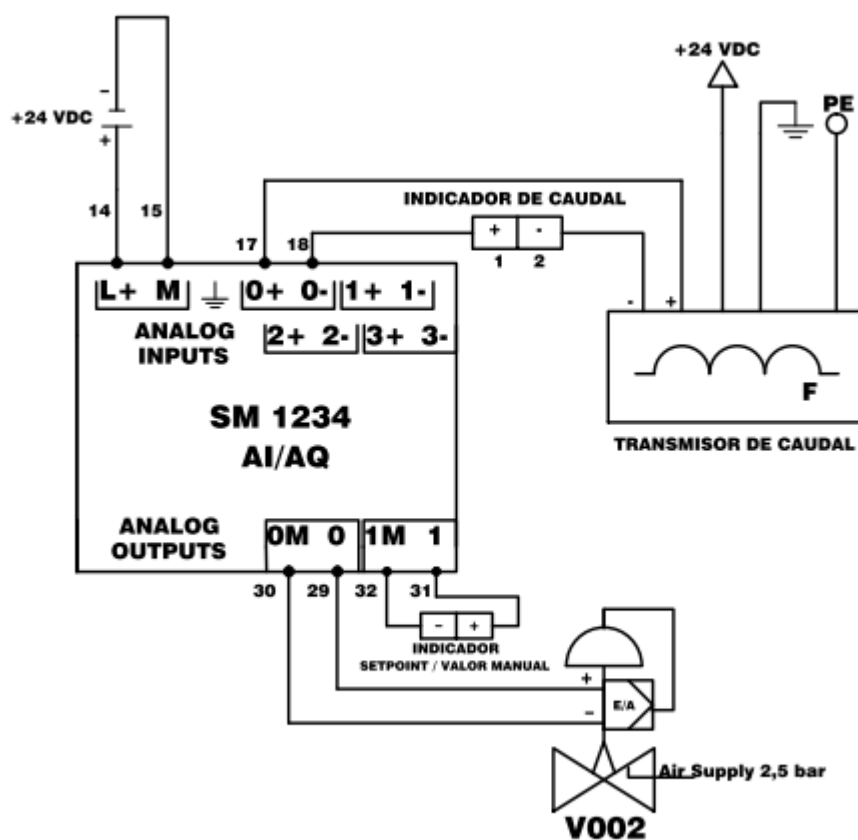 +24 VDC
-
+24 VDC
+
PE
14
15
17
18
INDICADOR DE CAUDAL
+ -
1 2
- +
L+ M 0+ 0- 1+ 1-
ANALOG
INPUTS
2+ 2- 3+ 3-
F
TRANSMISOR DE CAUDAL
SM 1234
AI/AQ
ANALOG
OUTPUTS
0M 0 1M 1
30 29 32 31
- +
INDICADOR
SETPOINT / VALOR MANUAL
+
-
E/A
Air Supply 2,5 bar
V002